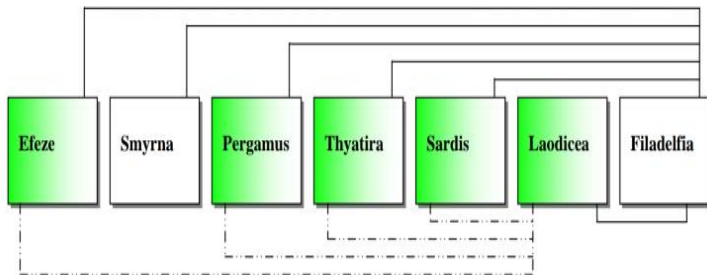 Efeze
Smyrna
Pergamus
Thyatira
Sardis
Laodicea
Filadelfia